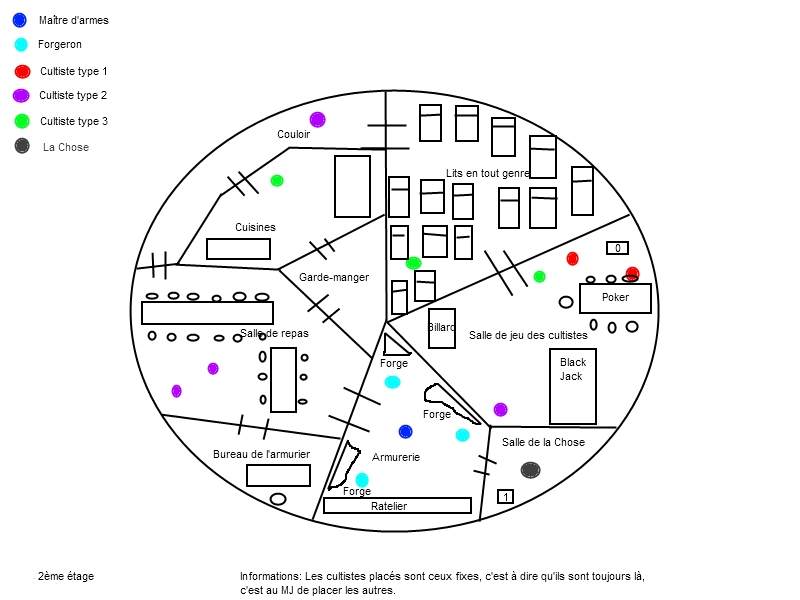 Maître d'armes
Forgeron
Cultiste type 1
Cultiste type 2
Cultiste type 3
La Chose
Couloir
Lits en tout genre
Cuisines
0
Garde-manger
Poker
Billard
Salle de repas
Salle de jeu des cultistes
Forge
Black
Jack
Forge
Salle de la Chose
Bureau de l'armurier
Armurerie
Forge
1
Ratelier
2ème étage
Informations: Les cultistes placés sont ceux fixes, c'est à dire qu'ils sont toujours là,
c'est au MJ de placer les autres.